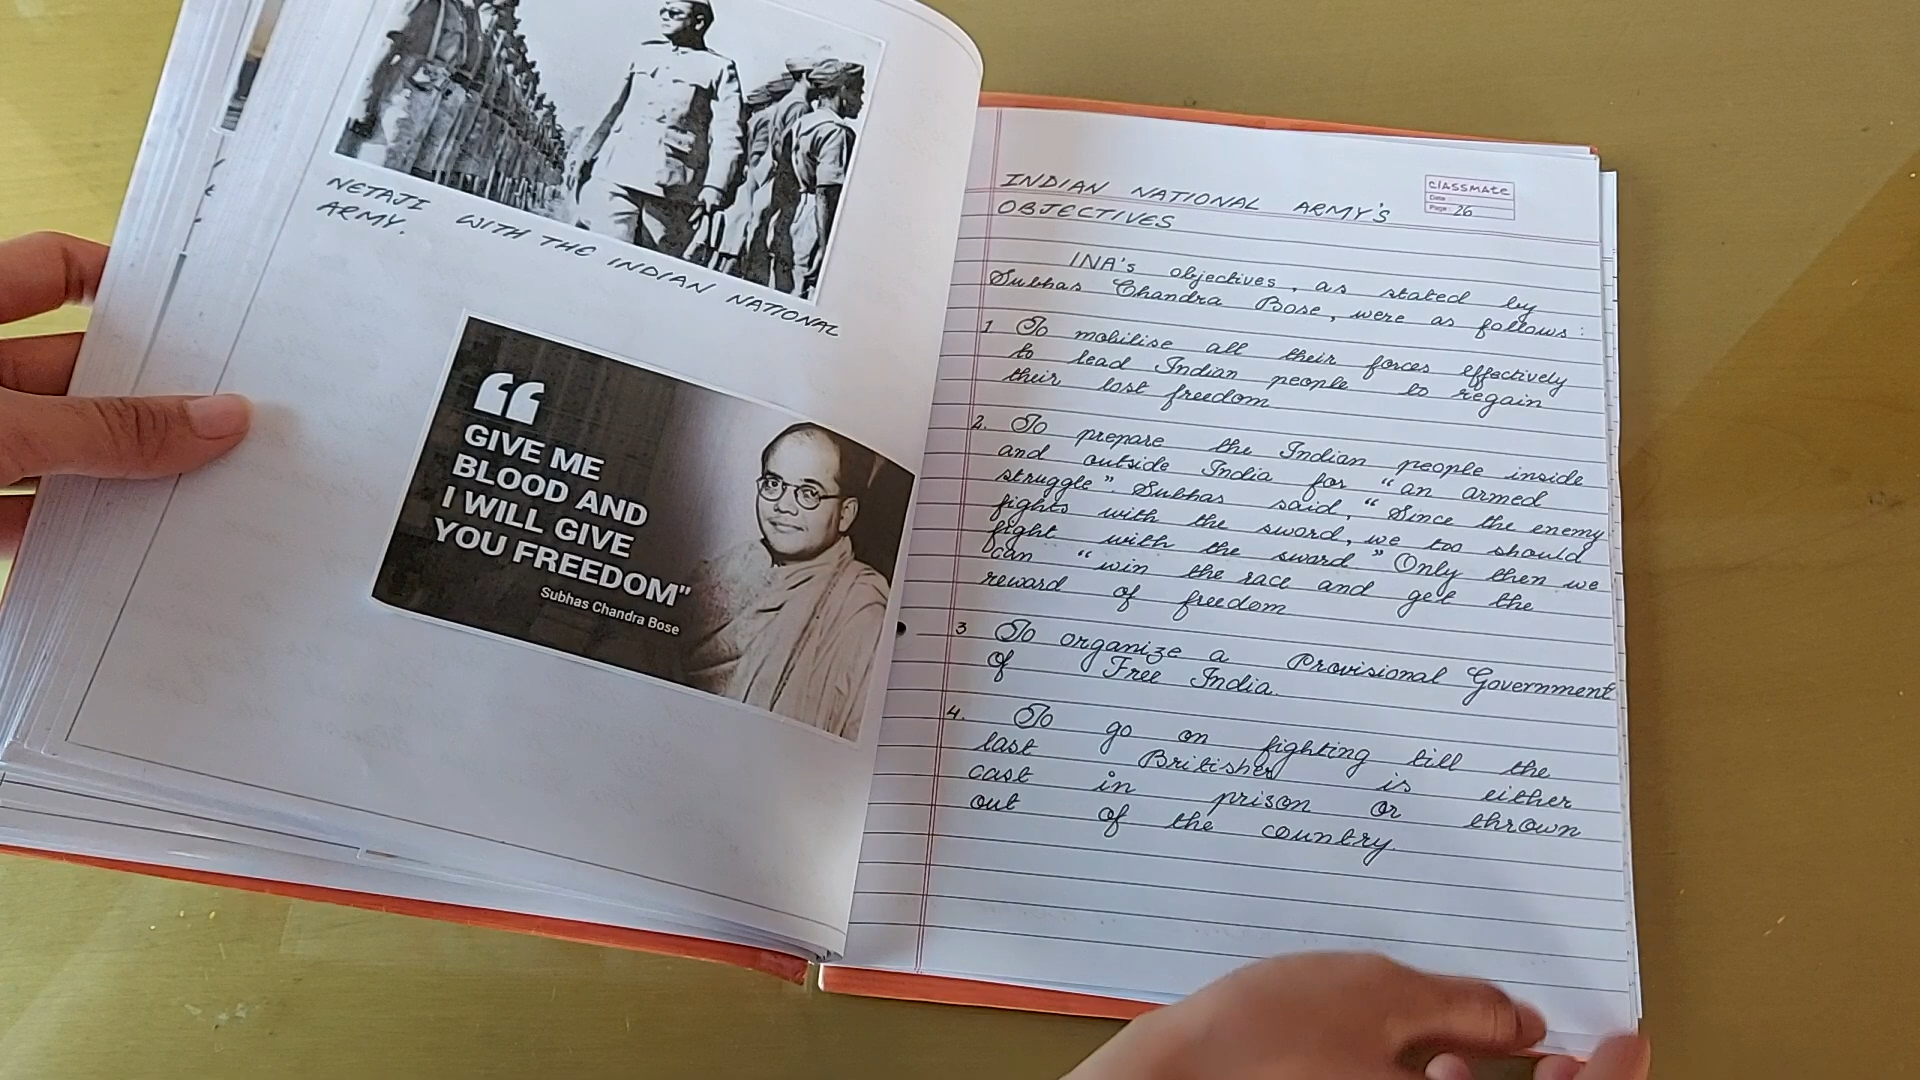 NETAJI WITH THE INDIAN NATIONAL
ARMY.
“
GIVE ME
BLOOD AND
I WILL GIVE
YOU FREEDOM"
Subhas Chandra Bose
classmate
Date
Page 26
INDIAN NATIONAL ARMY'S
OBJECTIVES
INA's objectives, as stated by
Subhas Chandra Bose, were as follows:
1 To mobilise all their forces effectively
to lead Indian people to regain
their lost freedom
2. To prepare the Indian people inside
and outside India for "an armed
struggle". Subhas said, "Since the enemy
fights with the sword, we too should
fight with the sword" Only then we
can "win the race and get the
reward of freedom
3 To organize a Provisional Government
of Free India.
4. To go on fighting till the
last Britisher is either
cast in prison or thrown
out of the country.